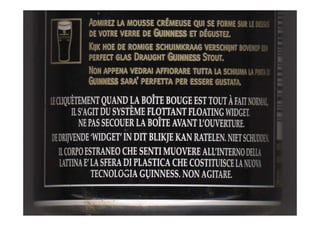 ADMIREZ LA MOUSSE CRÉMEUSE QUI SE FORME SUR LE DESSUS
DE VOTRE VERRE DE GUINNESS ET DÉGUSTEZ.
KIJK HOE DE ROMIGE SCHUIMKRAAG VERSCHIJNT BOVENOP EEN
PERFECT GLAS DRAUGHT GUINNESS STOUT.
NON APPENA VEDRAI AFFIORARE TUTTA LA SCHIUMA LA PINTA DI
GUINNESS SARA' PERFETTA PER ESSERE GUSTATA.
LE CLIQUÈTEMENT QUAND LA BOÎTE BOUGE EST TOUT À FAIT NORMAL,
IL S'AGIT DU SYSTÈME FLOTTANT FLOATING WIDGET.
NE PAS SECOUER LA BOÎTE AVANT L'OUVERTURE.
DE DRIJVENDE 'WIDGET' IN DIT BLIKJE KAN RATELEN. NIET SCHUDDEN.
IL CORPO ESTRANEO CHE SENTI MUOVERE ALL'INTERNO DELLA
LATTINA E' LA SFERA DI PLASTICA CHE COSTITUISCE LA NUOVA
TECNOLOGIA GUINNESS. NON AGITARE.